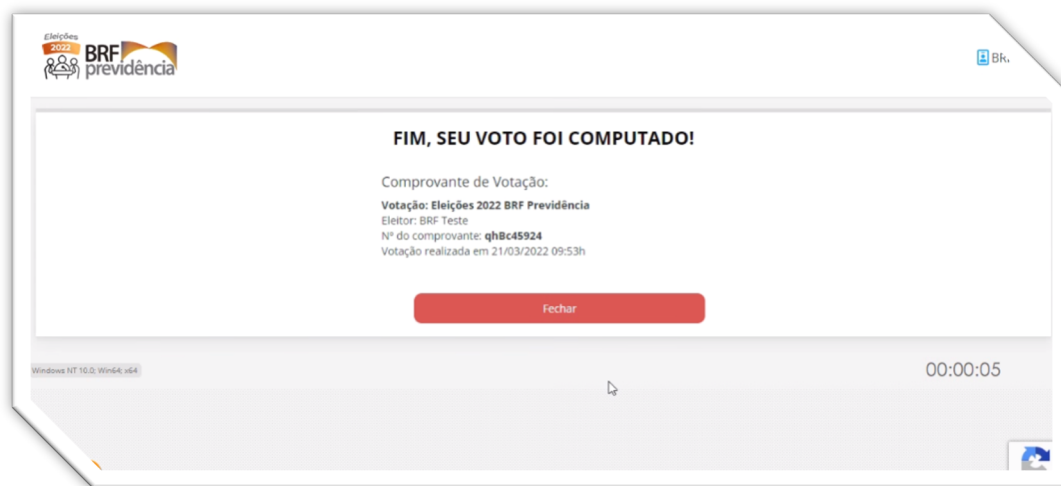 Eleições
2022
BRF
previdência
FIM, SEU VOTO FOI COMPUTADO!
Comprovante de Votação:
Votação: Eleições 2022 BRF Previdência
Eleitor: BRF Teste
Nº do comprovante: qhBc45924
Votação realizada em 21/03/2022 09:53h
Fechar
Windows NT 10.0; Win64; x64
00:00:05